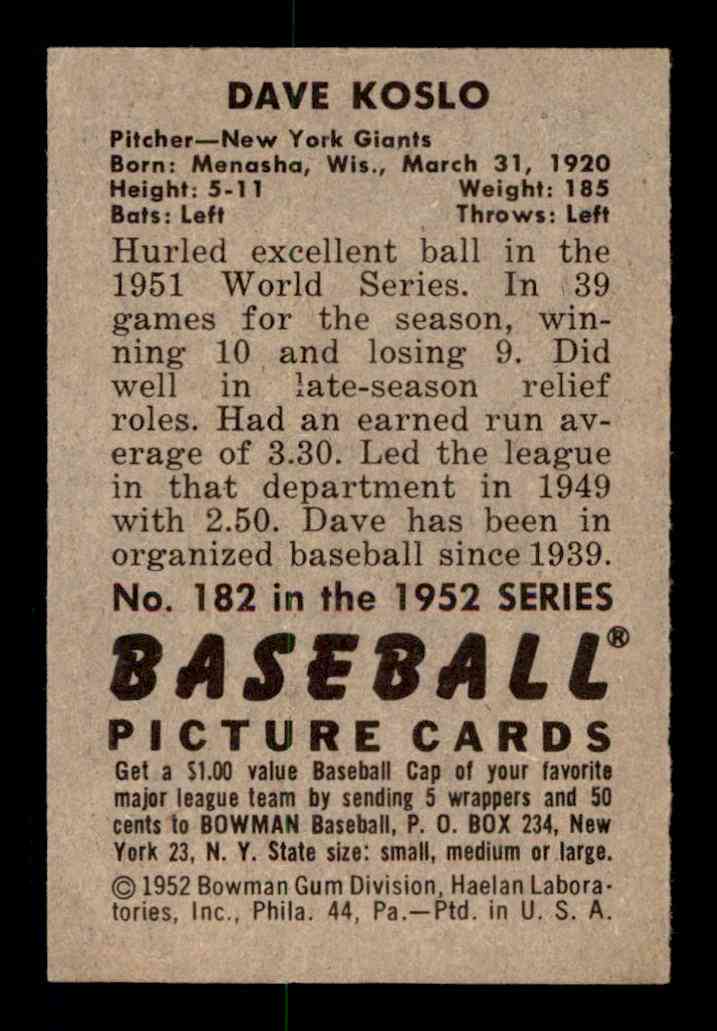 DAVE KOSLO
Pitcher—New York Giants
Born: Menasha, Wis., March 31, 1920
Height: 5-11 Weight: 185
Bats: Left Throws: Left
Hurled excellent ball in the
1951 World Series. In 39
games for the season, win-
ning 10 and losing 9. Did
well in late-season relief
roles. Had an earned run av-
erage of 3.30. Led the league
in that department in 1949
with 2.50. Dave has been in
organized baseball since 1939.
No. 182 in the 1952 SERIES
BASEBALL®
PICTURE CARDS
Get a $1.00 value Baseball Cap of your favorite
major league team by sending 5 wrappers and 50
cents to BOWMAN Baseball, P. O. BOX 234, New
York 23, N. Y. State size: small, medium or large.
© 1952 Bowman Gum Division, Haelan Labora-
tories, Inc., Phila. 44, Pa.—Ptd. in U. S. A.